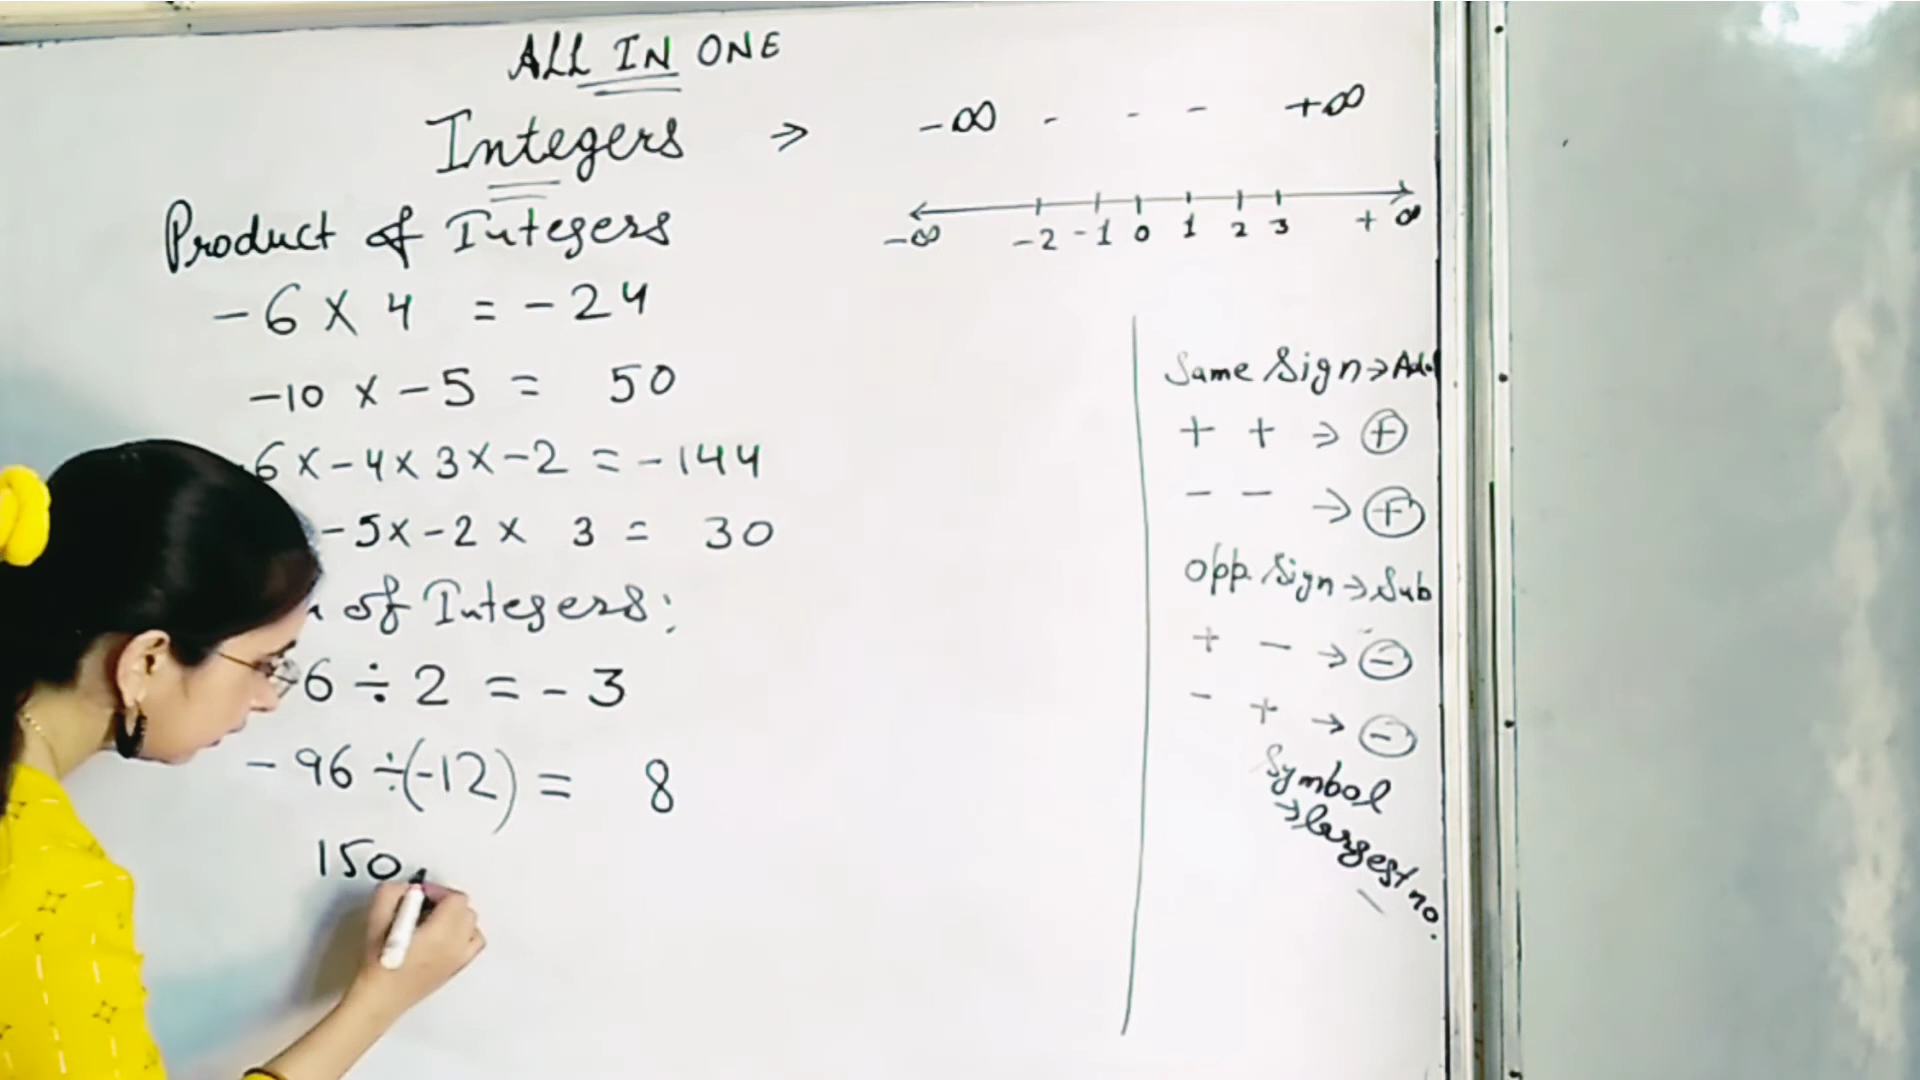 ALL IN ONE
Integers ⇒ -∞ - - - +∞
-∞ -2 -1 0 1 2 3 +∞
Product of Integers
-6 × 4 = -24
-10 × -5 = 50
-6 × -4 × 3 × -2 = -144
-5 × -2 × 3 = 30
of Integers:
6 ÷ 2 = -3
-96 ÷ (-12) = 8
150
Same Sign → Add
+ + ⇒ +
- - → +
Opp. Sign → Sub
+ - → -
- + → -
Symbol
→ largest no.